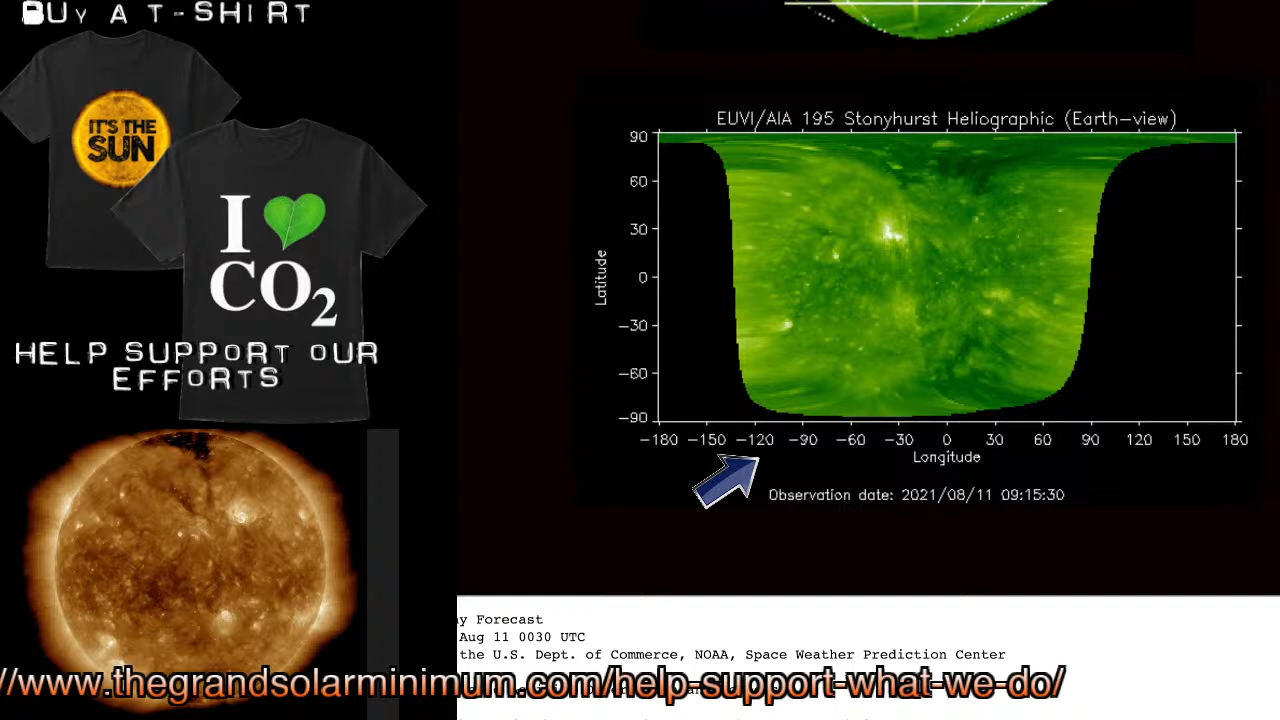 BUY A T-SHIRT
IT'S THE
SUN
I
CO2
HELP SUPPORT OUR
EFFORTS
EUVI/AIA 195 Stonyhurst Heliographic (Earth-view)
90
60
30
0
-30
-60
-90
Latitude
-180 -150 -120 -90 -60 -30 0 30 60 90 120 150 180
Longitude
Observation date: 2021/08/11 09:15:30
Forecast
Aug 11 0030 UTC
the U.S. Dept. of Commerce, NOAA, Space Weather Prediction Center
//www.thegrandsolarminimum.com/help-support-what-we-do/